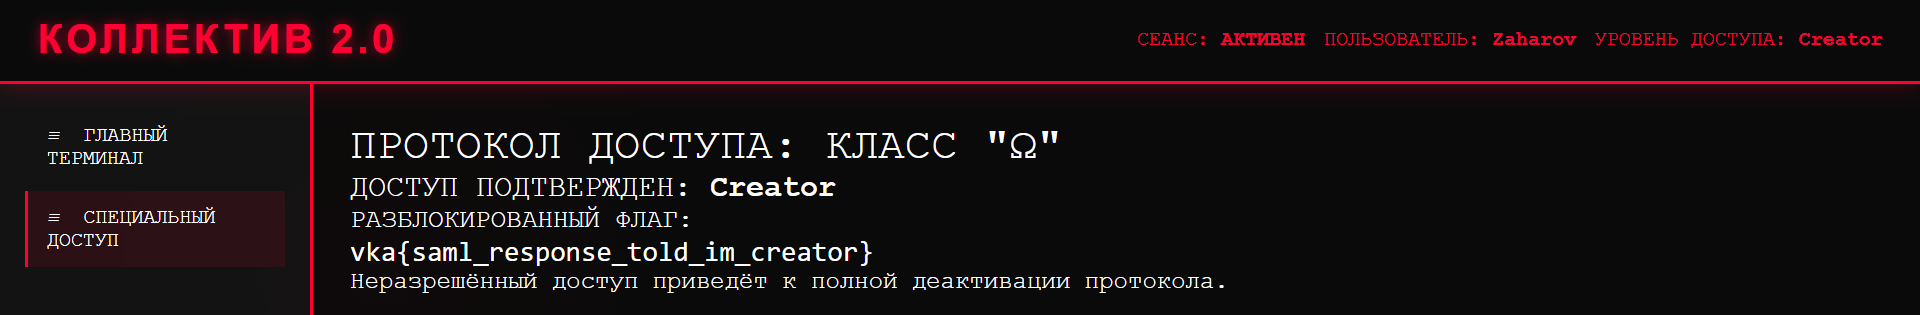 КОЛЛЕКТИВ 2.0
СЕАНС: АКТИВЕН ПОЛЬЗОВАТЕЛЬ: Zaharov УРОВЕНЬ ДОСТУПА: Creator
≡ ГЛАВНЫЙ
ТЕРМИНАЛ
≡ СПЕЦИАЛЬНЫЙ
ДОСТУП
ПРОТОКОЛ ДОСТУПА: КЛАСС "Ω"
ДОСТУП ПОДТВЕРЖДЕН: Creator
РАЗБЛОКИРОВАННЫЙ ФЛАГ:
vka{saml_response_told_im_creator}
Неразрешённый доступ приведёт к полной деактивации протокола.